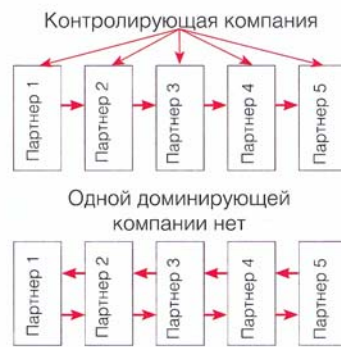 Контролирующая компания
Партнер 1
Партнер 2
Партнер 3
Партнер 4
Партнер 5
Одной доминирующей
компании нет
Партнер 1
Партнер 2
Партнер 3
Партнер 4
Партнер 5